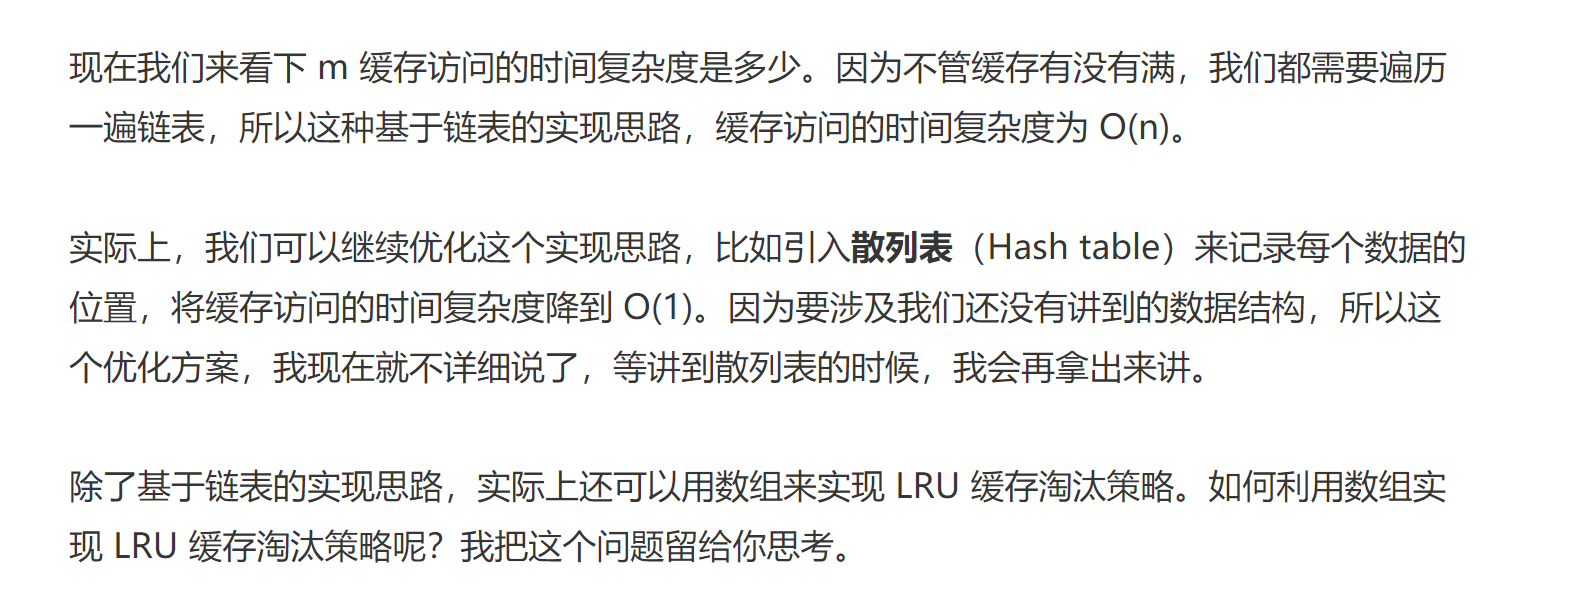 现在我们来看下 m 缓存访问的时间复杂度是多少。因为不管缓存有没有满，我们都需要遍历
一遍链表，所以这种基于链表的实现思路，缓存访问的时间复杂度为 O(n)。
实际上，我们可以继续优化这个实现思路，比如引入散列表（Hash table）来记录每个数据的
位置，将缓存访问的时间复杂度降到 O(1)。因为要涉及我们还没有讲到的数据结构，所以这
个优化方案，我现在就不详细说了，等讲到散列表的时候，我会再拿出来讲。
除了基于链表的实现思路，实际上还可以用数组来实现 LRU 缓存淘汰策略。如何利用数组实
现 LRU 缓存淘汰策略呢？我把这个问题留给你思考。